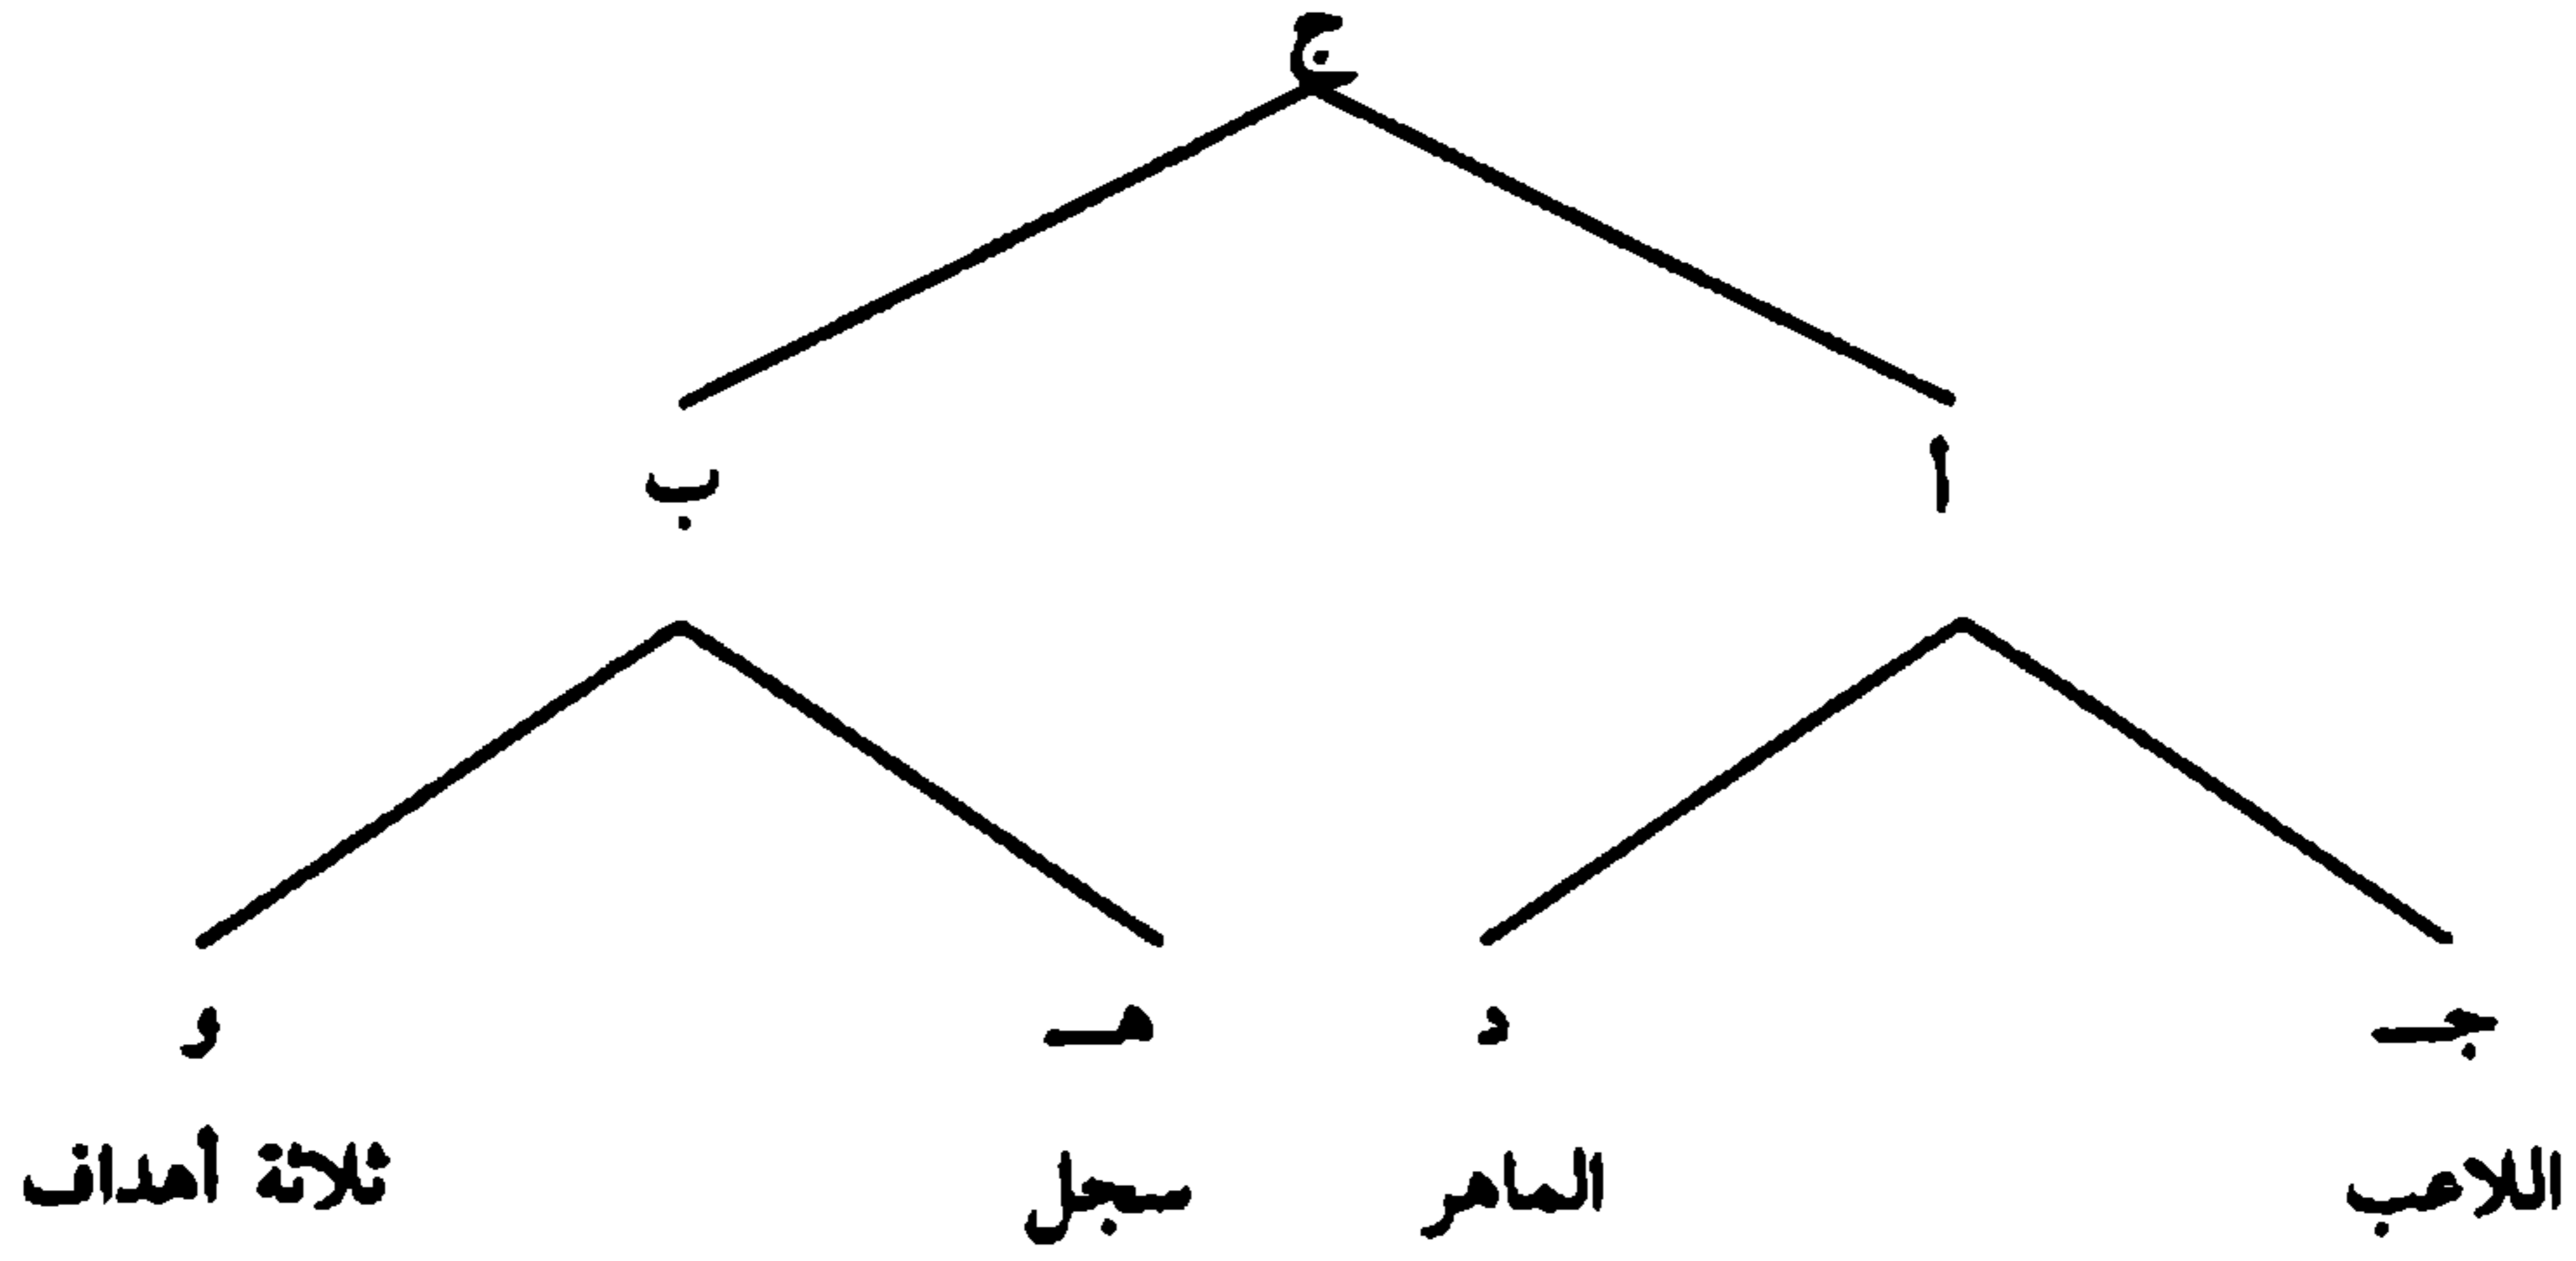 ج
ا ب
جـ د هـ و
اللاعب الماهر سجل ثلاثة أهداف